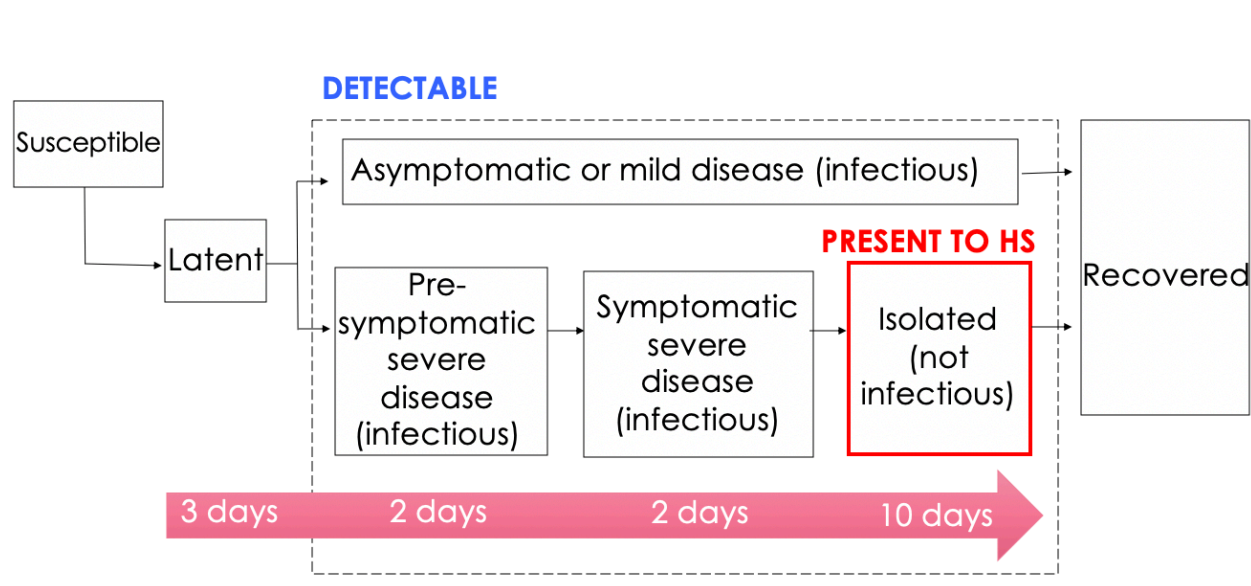 DETECTABLE
Susceptible
Asymptomatic or mild disease (infectious)
Latent
PRESENT TO HS
Pre-
symptomatic
severe
disease
(infectious)
Symptomatic
severe
disease
(infectious)
Isolated
(not
infectious)
Recovered
3 days
2 days
2 days
10 days